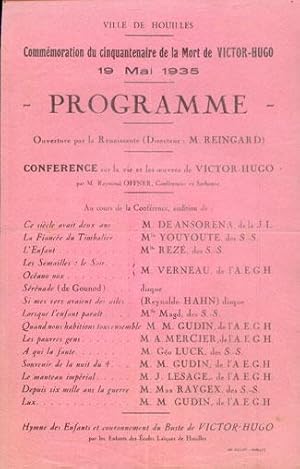 VILLE DE HOUILLES
Commémoration du cinquantenaire de la Mort de VICTOR-HUGO
19 Mai 1935
- PROGRAMME -
Ouverture par la Renaissante (Directeur : M. REINGARD)
CONFERENCE sur la vie et les œuvres de VICTOR-HUGO
par M. Raymond OFFNER, Conférencier en Sorbonne
Au cours de la Conférence, audition de :
Ce siècle avait deux ans M. DE ANSORENA, de la J. L.
La Fiancée du Timbalier Mlle YOUYOUTE, des S.-S.
L'Enfant Mlle REZÉ, des S.-S.
Les Semailles : le Soir
Océano nox M. VERNEAU, de l'A.E.G.H
Sérénade (de Gounod) disque
Si mes vers avaient des ailes (Reynaldo HAHN) disque
Lorsque l'enfant paraît Mlle Magd, des S.-S.
Quand nous habitions tous ensemble M. M. GUDIN, de l'A.E.G.H
Les pauvres gens M. A. MERCIER, de l'A.E.G.H
A qui la faute M. Géo LUCK, des S.-S.
Souvenir de la nuit du 4 M. M. GUDIN, de l'A.E.G.H
Le manteau impérial M. J. LESAGE, de l'A.E.G.H
Depuis six mille ans la guerre M. Max RAYGEX, des S.-S.
Lux M. M. GUDIN, de l'A.E.G.H
Hymne des Enfants et couronnement du Buste de VICTOR-HUGO
par les Enfants des Écoles Laïques de Houilles